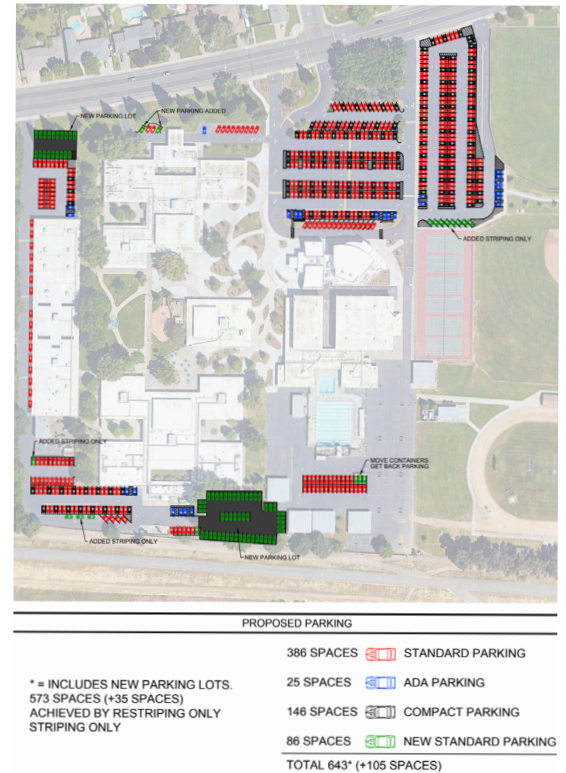 NEW PARKING LOT
NEW PARKING ADDED
ADDED STRIPING ONLY
ADDED STRIPING ONLY
MOVE CONTAINERS
GET BACK PARKING
ADDED STRIPING ONLY
NEW PARKING LOT
PROPOSED PARKING
386 SPACES STANDARD PARKING
* = INCLUDES NEW PARKING LOTS.
573 SPACES (+35 SPACES)
ACHIEVED BY RESTRIPING ONLY
STRIPING ONLY
25 SPACES ADA PARKING
146 SPACES COMPACT PARKING
86 SPACES NEW STANDARD PARKING
TOTAL 643* (+105 SPACES)